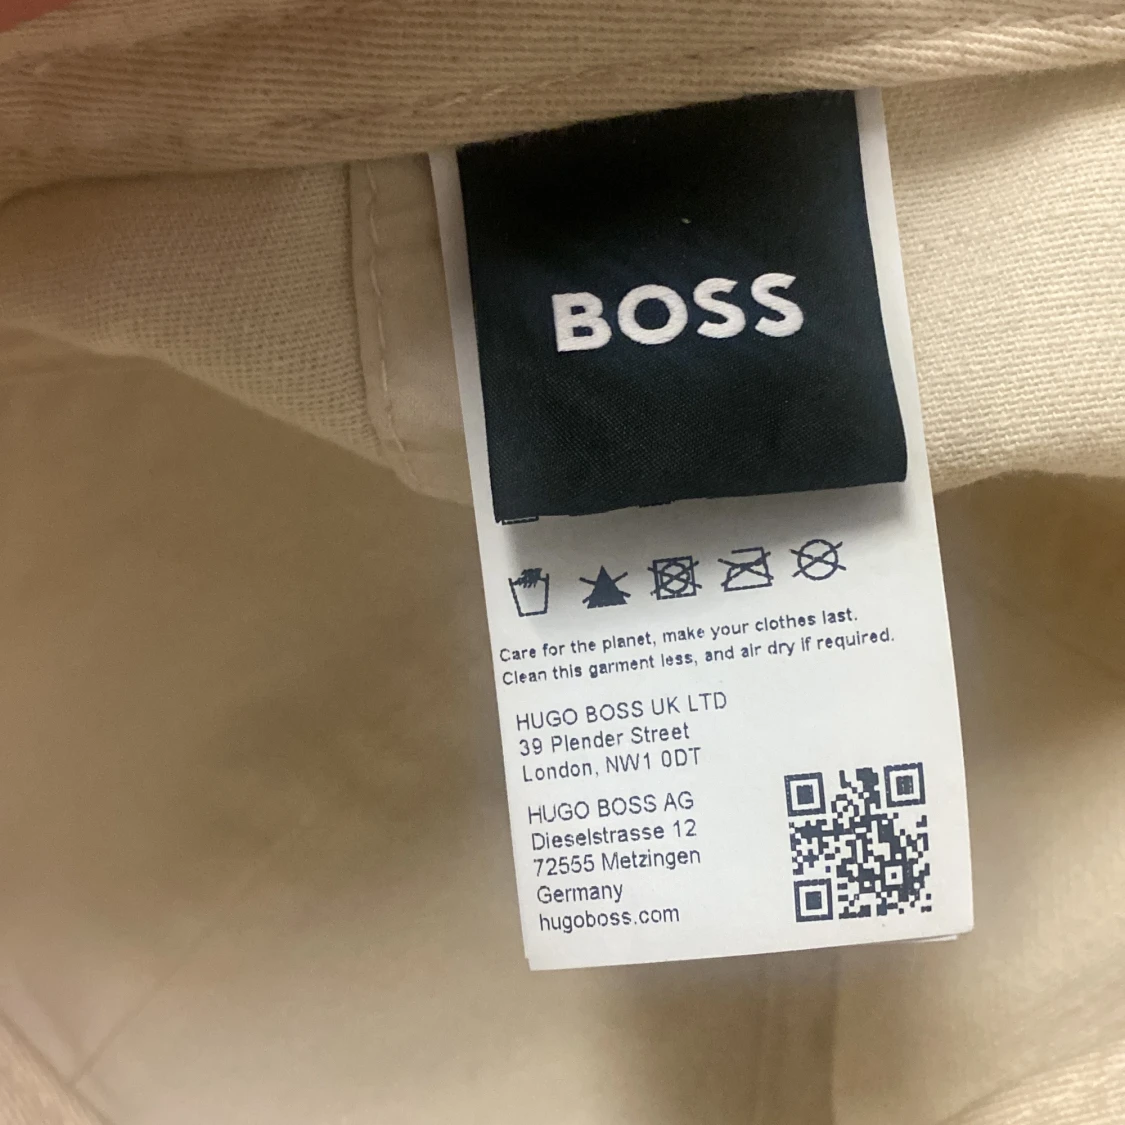 BOSS
Care for the planet, make your clothes last.
Clean this garment less, and air dry if required.
HUGO BOSS UK LTD
39 Plender Street
London, NW1 0DT
HUGO BOSS AG
Dieselstrasse 12
72555 Metzingen
Germany
hugoboss.com